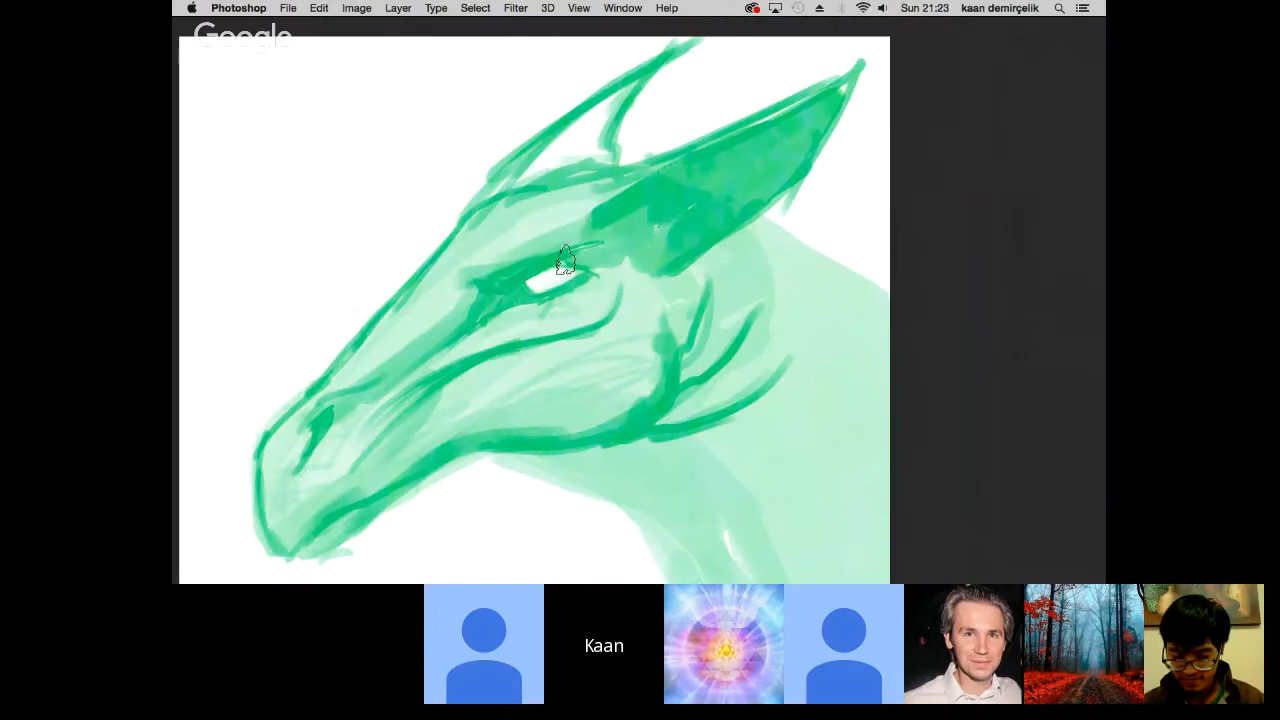 Photoshop File Edit Image Layer Type Select Filter 3D View Window Help Sun 21:23 kaan demirçelik
Google
Kaan